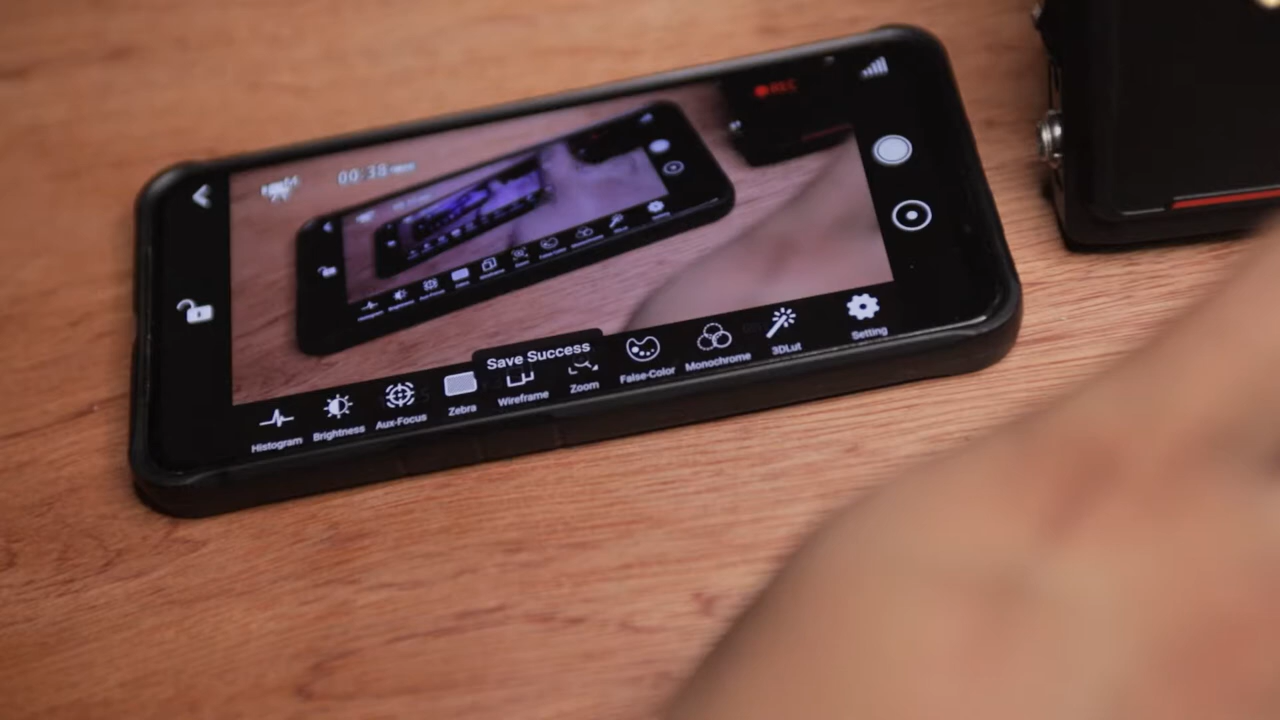 REC
00:38
Save Success
Histogram
Brightness
Aux-Focus
Zebra
Wireframe
Zoom
False-Color
Monochrome
3DLut
Setting